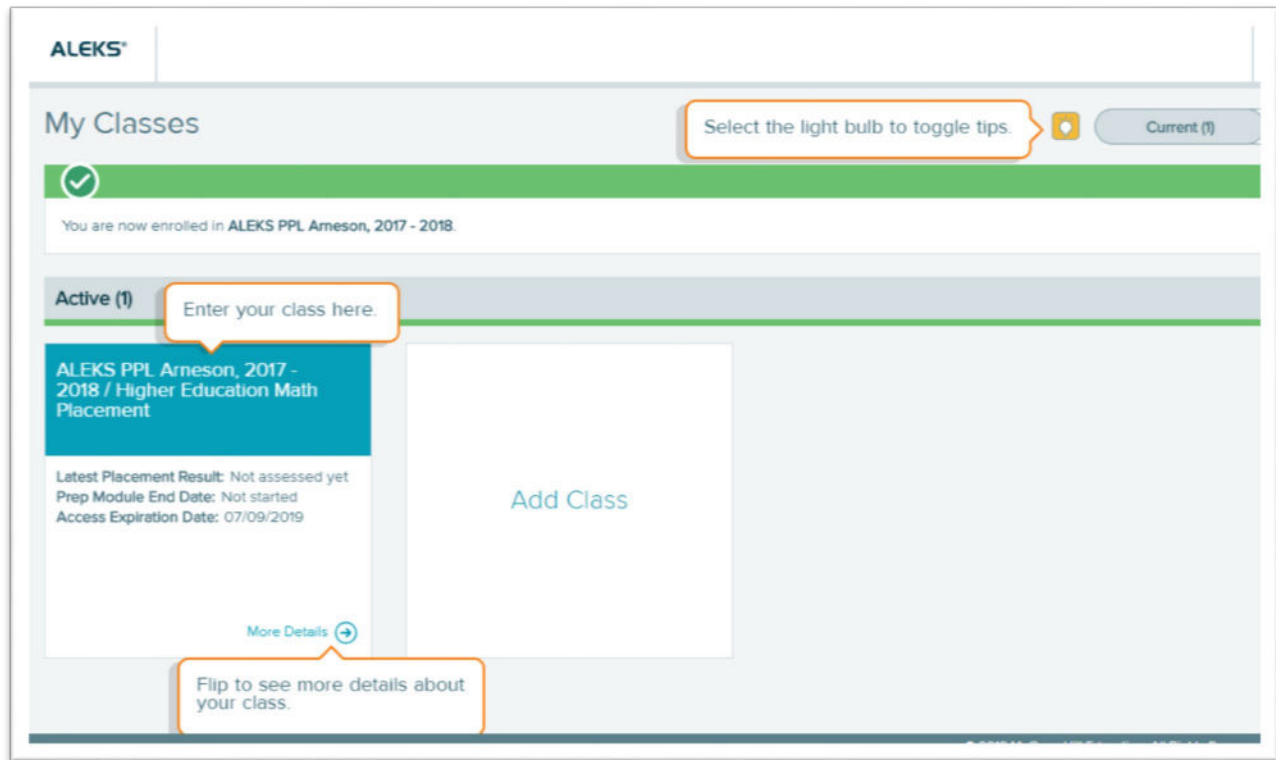 ALEKS®
My Classes
Select the light bulb to toggle tips.
Current (1)
You are now enrolled in ALEKS PPL Arneson, 2017 - 2018.
Active (1)
Enter your class here.
ALEKS PPL Arneson, 2017 -
2018 / Higher Education Math
Placement
Latest Placement Result: Not assessed yet
Prep Module End Date: Not started
Access Expiration Date: 07/09/2019
Add Class
More Details
Flip to see more details about
your class.